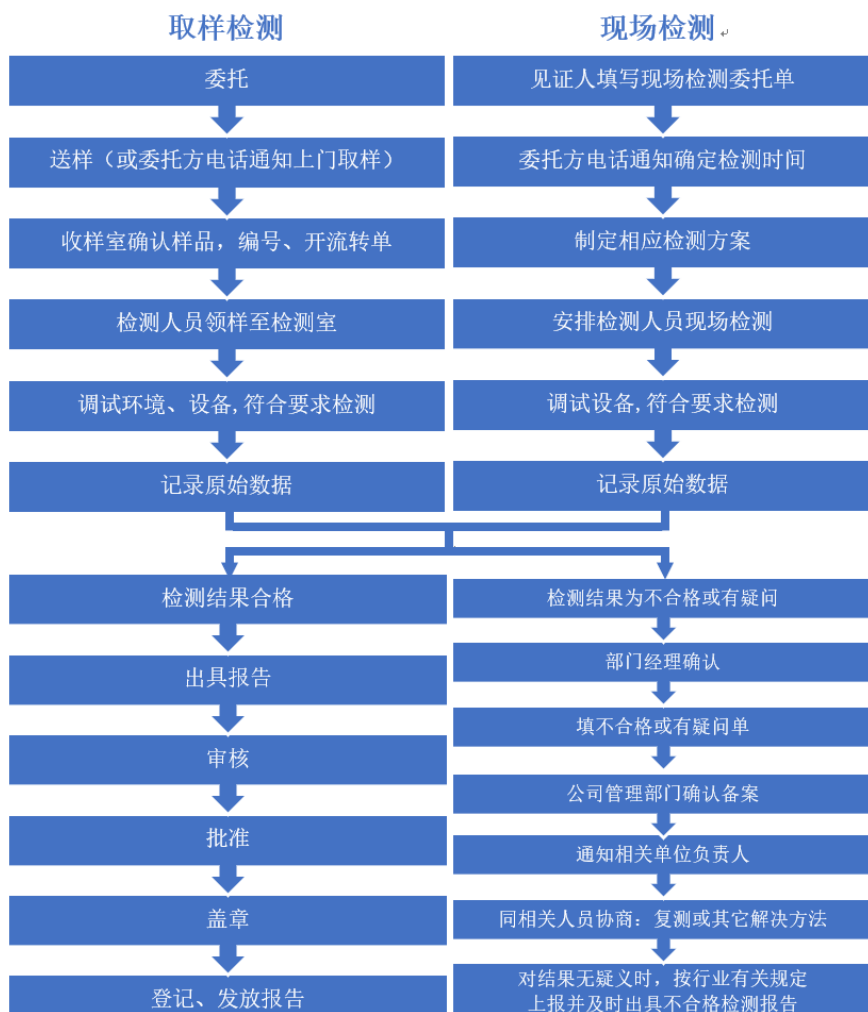 取样检测
委托
送样（或委托方电话通知上门取样）
收样室确认样品，编号、开流转单
检测人员领样至检测室
调试环境、设备,符合要求检测
记录原始数据
现场检测
见证人填写现场检测委托单
委托方电话通知确定检测时间
制定相应检测方案
安排检测人员现场检测
调试设备,符合要求检测
记录原始数据
检测结果合格
出具报告
审核
批准
盖章
登记、发放报告
检测结果为不合格或有疑问
部门经理确认
填不合格或有疑问单
公司管理部门确认备案
通知相关单位负责人
同相关人员协商：复测或其它解决方法
对结果无疑义时，按行业有关规定
上报并及时出具不合格检测报告